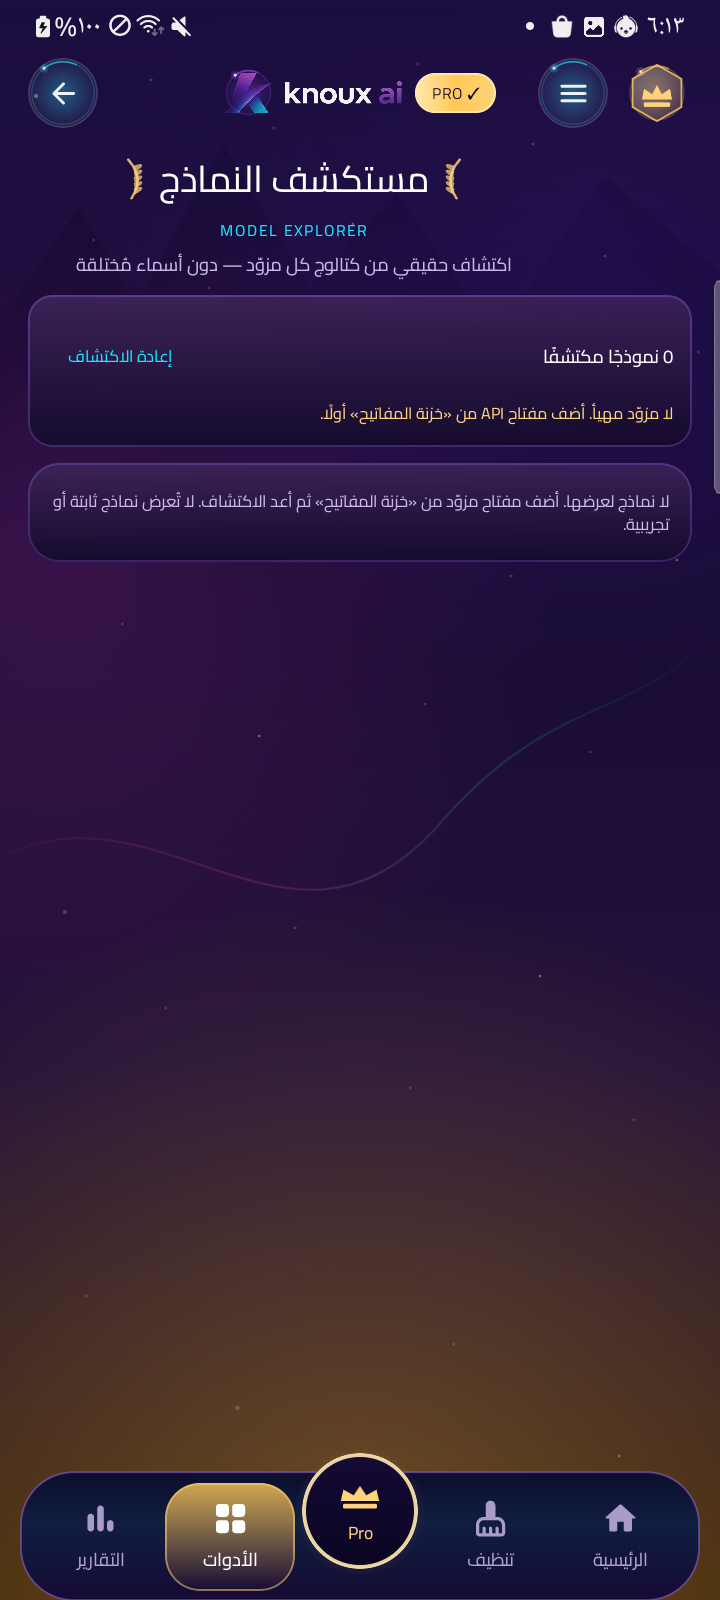 ٦:١٣
%١٠٠
knoux ai
PRO ✓
مستكشف النماذج
MODEL EXPLORER
اكتشاف حقيقي من كتالوج كل مزوّد — دون أسماء مُختلقة
0 نموذجًا مكتشفًا
إعادة الاكتشاف
لا مزوّد مهيأ. أضف مفتاح API من «خزنة المفاتيح» أولًا.
لا نماذج لعرضها. أضف مفتاح مزوّد من «خزنة المفاتيح» ثم أعد الاكتشاف. لا تُعرض نماذج ثابتة أو
تجريبية.
الرئيسية
تنظيف
Pro
الأدوات
التقارير